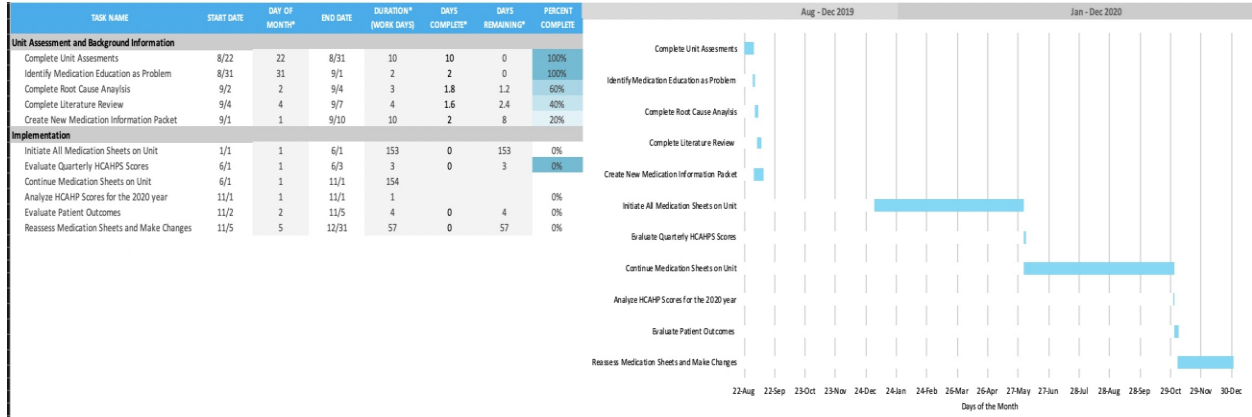 TASK NAME START DATE DAY OF MONTH* END DATE DURATION* (WORK DAYS) DAYS COMPLETE* DAYS REMAINING* PERCENT COMPLETE
Unit Assessment and Background Information
Complete Unit Assesments 8/22 22 8/31 10 10 0 100%
Identify Medication Education as Problem 8/31 31 9/1 2 2 0 100%
Complete Root Cause Anaylsis 9/2 2 9/4 3 1.8 1.2 60%
Complete Literature Review 9/4 4 9/7 4 1.6 2.4 40%
Create New Medication Information Packet 9/1 1 9/10 10 2 8 20%
Implementation
Initiate All Medication Sheets on Unit 1/1 1 6/1 153 0 153 0%
Evaluate Quarterly HCAHPS Scores 6/1 1 6/3 3 0 3 0%
Continue Medication Sheets on Unit 6/1 1 11/1 154
Analyze HCAHP Scores for the 2020 year 11/1 1 11/1 1 0%
Evaluate Patient Outcomes 11/2 2 11/5 4 0 4 0%
Reassess Medication Sheets and Make Changes 11/5 5 12/31 57 0 57 0%
Aug - Dec 2019 Jan - Dec 2020
Complete Unit Assesments
Identify Medication Education as Problem
Complete Root Cause Anaylsis
Complete Literature Review
Create New Medication Information Packet
Initiate All Medication Sheets on Unit
Evaluate Quarterly HCAHPS Scores
Continue Medication Sheets on Unit
Analyze HCAHP Scores for the 2020 year
Evaluate Patient Outcomes
Reassess Medication Sheets and Make Changes
22-Aug 22-Sep 23-Oct 23-Nov 24-Dec 24-Jan 24-Feb 26-Mar 26-Apr 27-May 27-Jun 28-Jul 28-Aug 28-Sep 29-Oct 29-Nov 30-Dec
Days of the Month